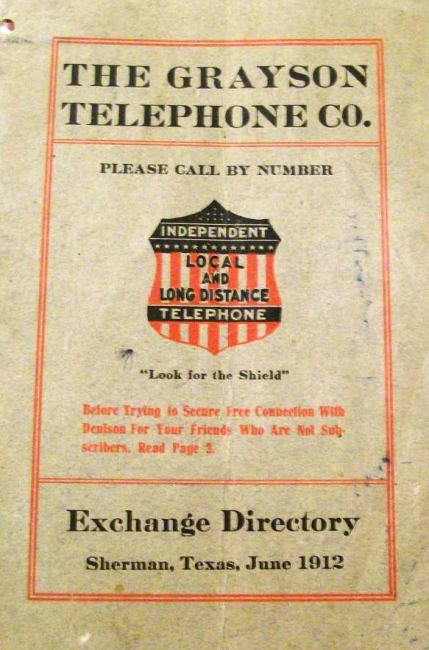 THE GRAYSON
TELEPHONE CO.
PLEASE CALL BY NUMBER
INDEPENDENT
LOCAL
AND
LONG DISTANCE
TELEPHONE
"Look for the Shield"
Before Trying to Secure Free Connection With
Denison For Your Friends Who Are Not Sub-
scribers, Read Page 2.
Exchange Directory
Sherman, Texas, June 1912